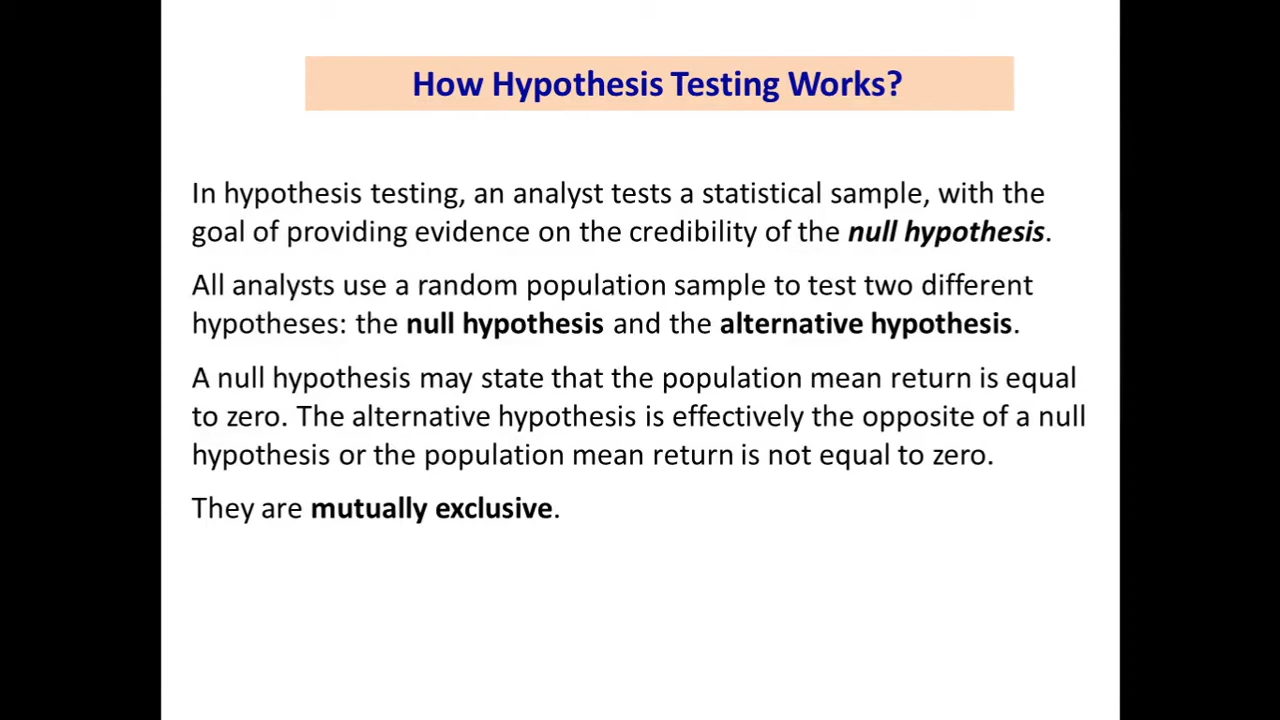 How Hypothesis Testing Works?
In hypothesis testing, an analyst tests a statistical sample, with the
goal of providing evidence on the credibility of the null hypothesis.
All analysts use a random population sample to test two different
hypotheses: the null hypothesis and the alternative hypothesis.
A null hypothesis may state that the population mean return is equal
to zero. The alternative hypothesis is effectively the opposite of a null
hypothesis or the population mean return is not equal to zero.
They are mutually exclusive.